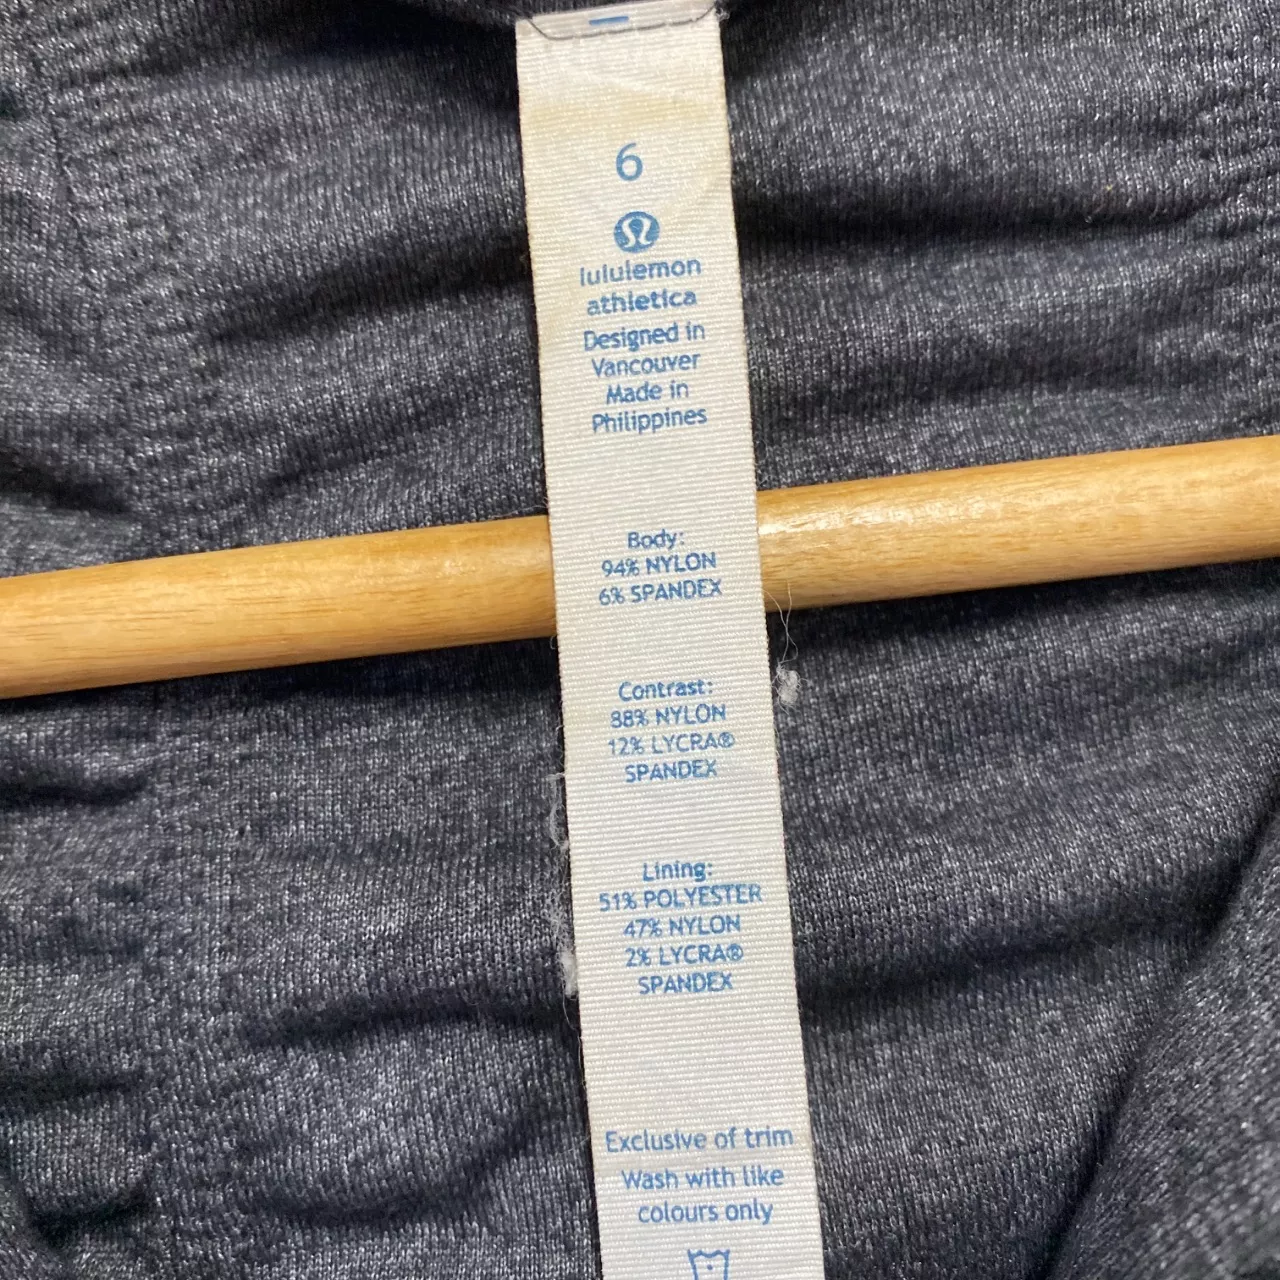 6
lululemon
athletica
Designed in
Vancouver
Made in
Philippines
Body:
94% NYLON
6% SPANDEX
Contrast:
88% NYLON
12% LYCRA®
SPANDEX
Lining:
51% POLYESTER
47% NYLON
2% LYCRA®
SPANDEX
Exclusive of trim
Wash with like
colours only